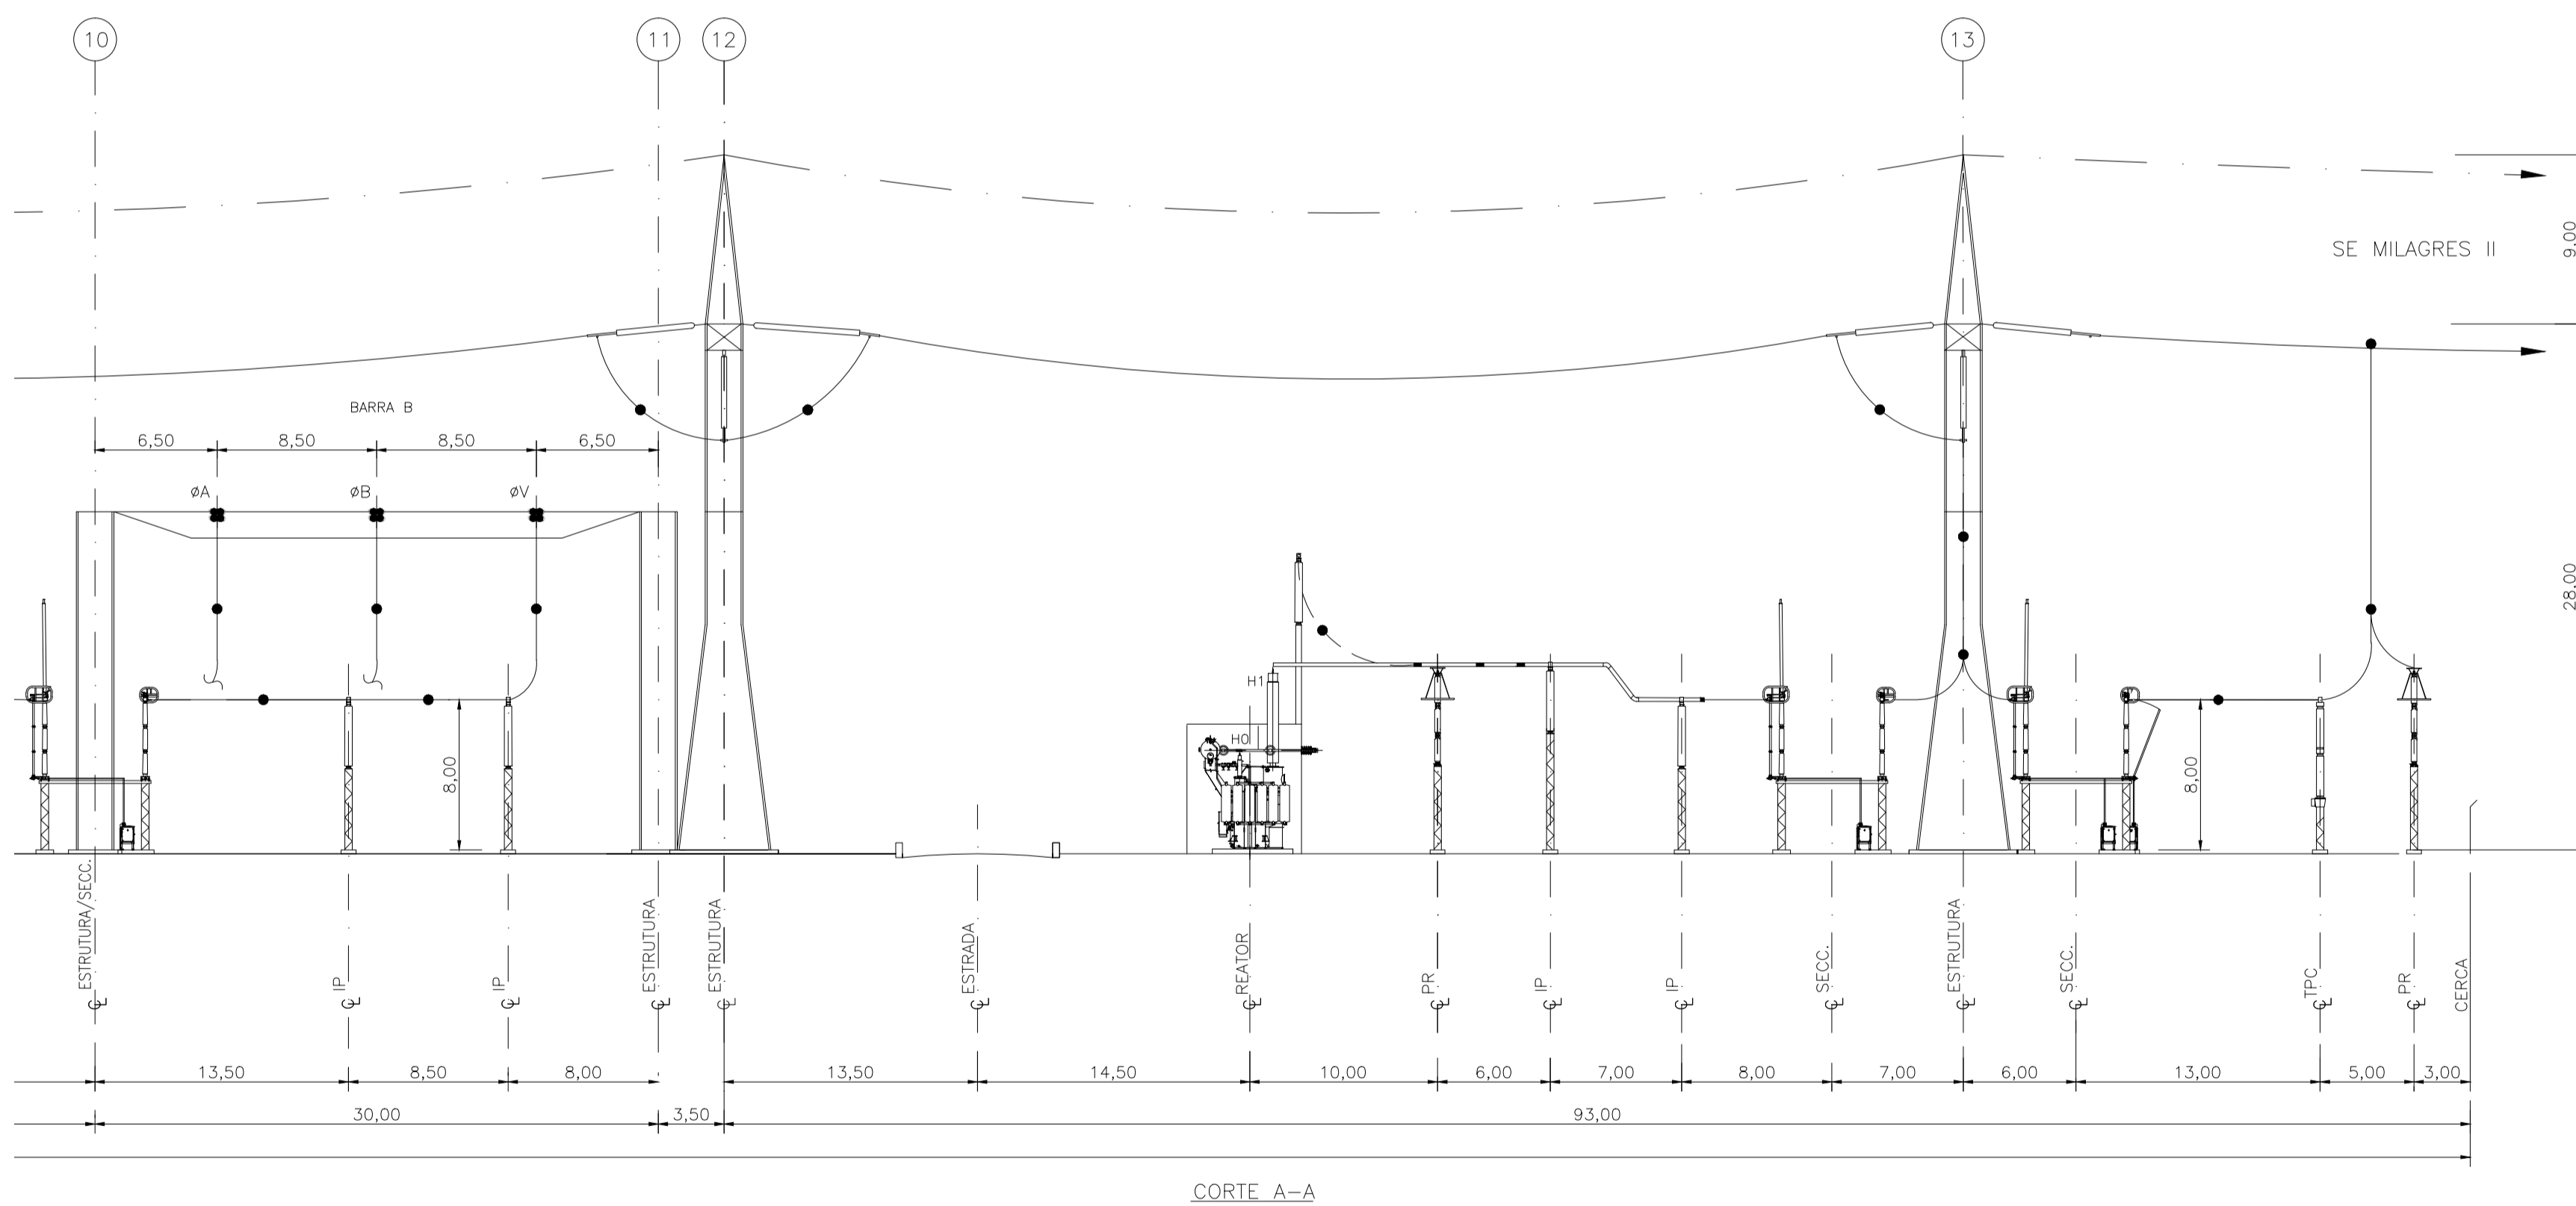 10
11
12
13
9,00
SE MILAGRES II
BARRA B
6,50
8,50
8,50
6,50
øA
øB
øV
28,00
H1
H0
8,00
8,00
ESTRUTURA/SECC.
IP
IP
ESTRUTURA
ESTRUTURA
ESTRADA
REATOR
PR
IP
IP
SECC.
ESTRUTURA
SECC.
TPC
PR
CERCA
13,50
8,50
8,00
13,50
14,50
10,00
6,00
7,00
8,00
7,00
6,00
13,00
5,00
3,00
30,00
3,50
93,00
CORTE A-A